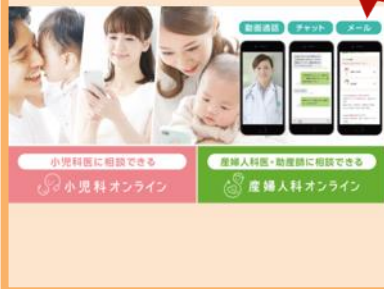 動画通話 チャット メール
小児科医に相談できる
小児科オンライン
産婦人科医・助産師に相談できる
産婦人科オンライン